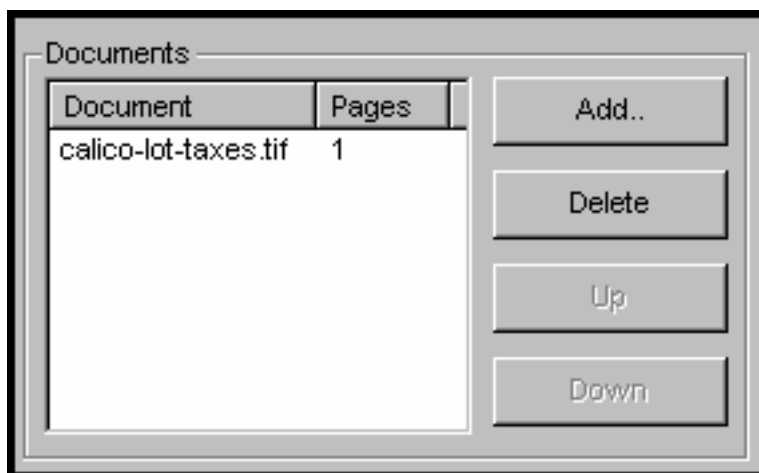 Documents
Document Pages
calico-lot-taxes.tif 1
Add..
Delete
Up
Down